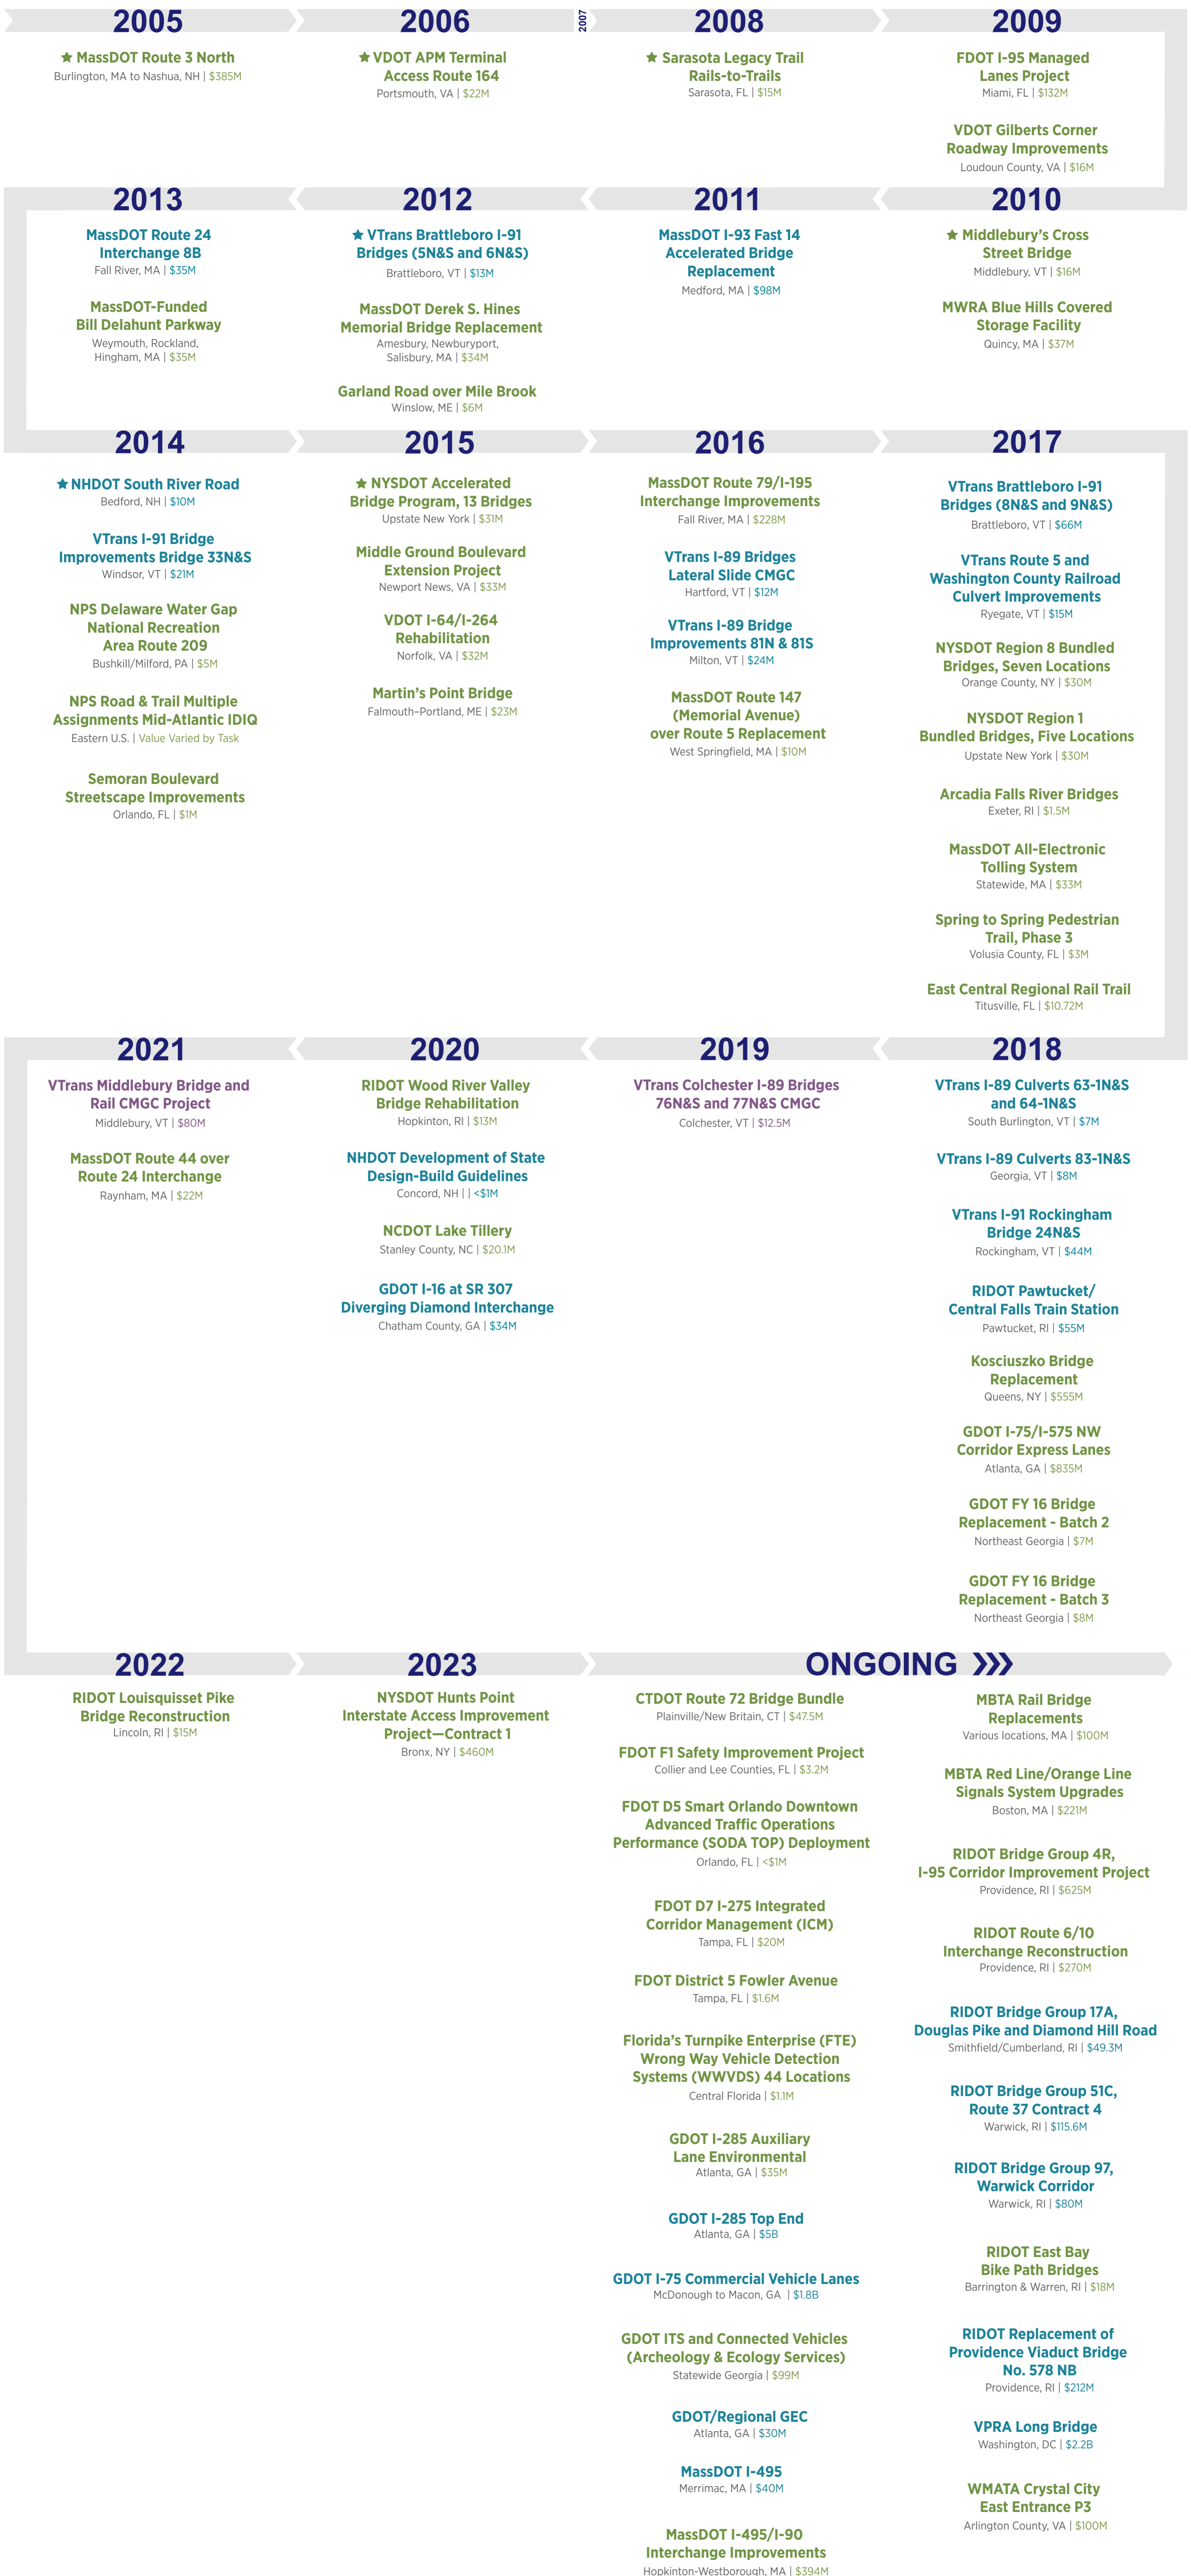 2005
★ MassDOT Route 3 North
Burlington, MA to Nashua, NH | $385M
2006
★ VDOT APM Terminal
Access Route 164
Portsmouth, VA | $22M
2007
2008
★ Sarasota Legacy Trail
Rails-to-Trails
Sarasota, FL | $15M
2009
FDOT I-95 Managed
Lanes Project
Miami, FL | $132M
VDOT Gilberts Corner
Roadway Improvements
Loudoun County, VA | $16M
2013
MassDOT Route 24
Interchange 8B
Fall River, MA | $35M
MassDOT-Funded
Bill Delahunt Parkway
Weymouth, Rockland,
Hingham, MA | $35M
2012
★ VTrans Brattleboro I-91
Bridges (5N&S and 6N&S)
Brattleboro, VT | $13M
MassDOT Derek S. Hines
Memorial Bridge Replacement
Amesbury, Newburyport,
Salisbury, MA | $34M
Garland Road over Mile Brook
Winslow, ME | $6M
2011
MassDOT I-93 Fast 14
Accelerated Bridge
Replacement
Medford, MA | $98M
2010
★ Middlebury's Cross
Street Bridge
Middlebury, VT | $16M
MWRA Blue Hills Covered
Storage Facility
Quincy, MA | $37M
2014
★ NHDOT South River Road
Bedford, NH | $10M
VTrans I-91 Bridge
Improvements Bridge 33N&S
Windsor, VT | $21M
NPS Delaware Water Gap
National Recreation
Area Route 209
Bushkill/Milford, PA | $5M
NPS Road & Trail Multiple
Assignments Mid-Atlantic IDIQ
Eastern U.S. | Value Varied by Task
Semoran Boulevard
Streetscape Improvements
Orlando, FL | $1M
2015
★ NYSDOT Accelerated
Bridge Program, 13 Bridges
Upstate New York | $31M
Middle Ground Boulevard
Extension Project
Newport News, VA | $33M
VDOT I-64/I-264
Rehabilitation
Norfolk, VA | $32M
Martin's Point Bridge
Falmouth–Portland, ME | $23M
2016
MassDOT Route 79/I-195
Interchange Improvements
Fall River, MA | $228M
VTrans I-89 Bridges
Lateral Slide CMGC
Hartford, VT | $12M
VTrans I-89 Bridge
Improvements 81N & 81S
Milton, VT | $24M
MassDOT Route 147
(Memorial Avenue)
over Route 5 Replacement
West Springfield, MA | $10M
2017
VTrans Brattleboro I-91
Bridges (8N&S and 9N&S)
Brattleboro, VT | $66M
VTrans Route 5 and
Washington County Railroad
Culvert Improvements
Ryegate, VT | $15M
NYSDOT Region 8 Bundled
Bridges, Seven Locations
Orange County, NY | $30M
NYSDOT Region 1
Bundled Bridges, Five Locations
Upstate New York | $30M
Arcadia Falls River Bridges
Exeter, RI | $1.5M
MassDOT All-Electronic
Tolling System
Statewide, MA | $33M
Spring to Spring Pedestrian
Trail, Phase 3
Volusia County, FL | $3M
East Central Regional Rail Trail
Titusville, FL | $10.72M
2021
VTrans Middlebury Bridge and
Rail CMGC Project
Middlebury, VT | $80M
MassDOT Route 44 over
Route 24 Interchange
Raynham, MA | $22M
2020
RIDOT Wood River Valley
Bridge Rehabilitation
Hopkinton, RI | $13M
NHDOT Development of State
Design-Build Guidelines
Concord, NH | | <$1M
NCDOT Lake Tillery
Stanley County, NC | $20.1M
GDOT I-16 at SR 307
Diverging Diamond Interchange
Chatham County, GA | $34M
2019
VTrans Colchester I-89 Bridges
76N&S and 77N&S CMGC
Colchester, VT | $12.5M
2018
VTrans I-89 Culverts 63-1N&S
and 64-1N&S
South Burlington, VT | $7M
VTrans I-89 Culverts 83-1N&S
Georgia, VT | $8M
VTrans I-91 Rockingham
Bridge 24N&S
Rockingham, VT | $44M
RIDOT Pawtucket/
Central Falls Train Station
Pawtucket, RI | $55M
Kosciuszko Bridge
Replacement
Queens, NY | $555M
GDOT I-75/I-575 NW
Corridor Express Lanes
Atlanta, GA | $835M
GDOT FY 16 Bridge
Replacement - Batch 2
Northeast Georgia | $7M
GDOT FY 16 Bridge
Replacement - Batch 3
Northeast Georgia | $8M
2022
RIDOT Louisquisset Pike
Bridge Reconstruction
Lincoln, RI | $15M
2023
NYSDOT Hunts Point
Interstate Access Improvement
Project—Contract 1
Bronx, NY | $460M
ONGOING
CTDOT Route 72 Bridge Bundle
Plainville/New Britain, CT | $47.5M
FDOT F1 Safety Improvement Project
Collier and Lee Counties, FL | $3.2M
FDOT D5 Smart Orlando Downtown
Advanced Traffic Operations
Performance (SODA TOP) Deployment
Orlando, FL | <$1M
FDOT D7 I-275 Integrated
Corridor Management (ICM)
Tampa, FL | $20M
FDOT District 5 Fowler Avenue
Tampa, FL | $1.6M
Florida's Turnpike Enterprise (FTE)
Wrong Way Vehicle Detection
Systems (WWVDS) 44 Locations
Central Florida | $1.1M
GDOT I-285 Auxiliary
Lane Environmental
Atlanta, GA | $35M
GDOT I-285 Top End
Atlanta, GA | $5B
GDOT I-75 Commercial Vehicle Lanes
McDonough to Macon, GA | $1.8B
GDOT ITS and Connected Vehicles
(Archeology & Ecology Services)
Statewide Georgia | $99M
GDOT/Regional GEC
Atlanta, GA | $30M
MassDOT I-495
Merrimac, MA | $40M
MassDOT I-495/I-90
Interchange Improvements
Hopkinton-Westborough, MA | $394M
MBTA Rail Bridge
Replacements
Various locations, MA | $100M
MBTA Red Line/Orange Line
Signals System Upgrades
Boston, MA | $221M
RIDOT Bridge Group 4R,
I-95 Corridor Improvement Project
Providence, RI | $625M
RIDOT Route 6/10
Interchange Reconstruction
Providence, RI | $270M
RIDOT Bridge Group 17A,
Douglas Pike and Diamond Hill Road
Smithfield/Cumberland, RI | $49.3M
RIDOT Bridge Group 51C,
Route 37 Contract 4
Warwick, RI | $115.6M
RIDOT Bridge Group 97,
Warwick Corridor
Warwick, RI | $80M
RIDOT East Bay
Bike Path Bridges
Barrington & Warren, RI | $18M
RIDOT Replacement of
Providence Viaduct Bridge
No. 578 NB
Providence, RI | $212M
VPRA Long Bridge
Washington, DC | $2.2B
WMATA Crystal City
East Entrance P3
Arlington County, VA | $100M